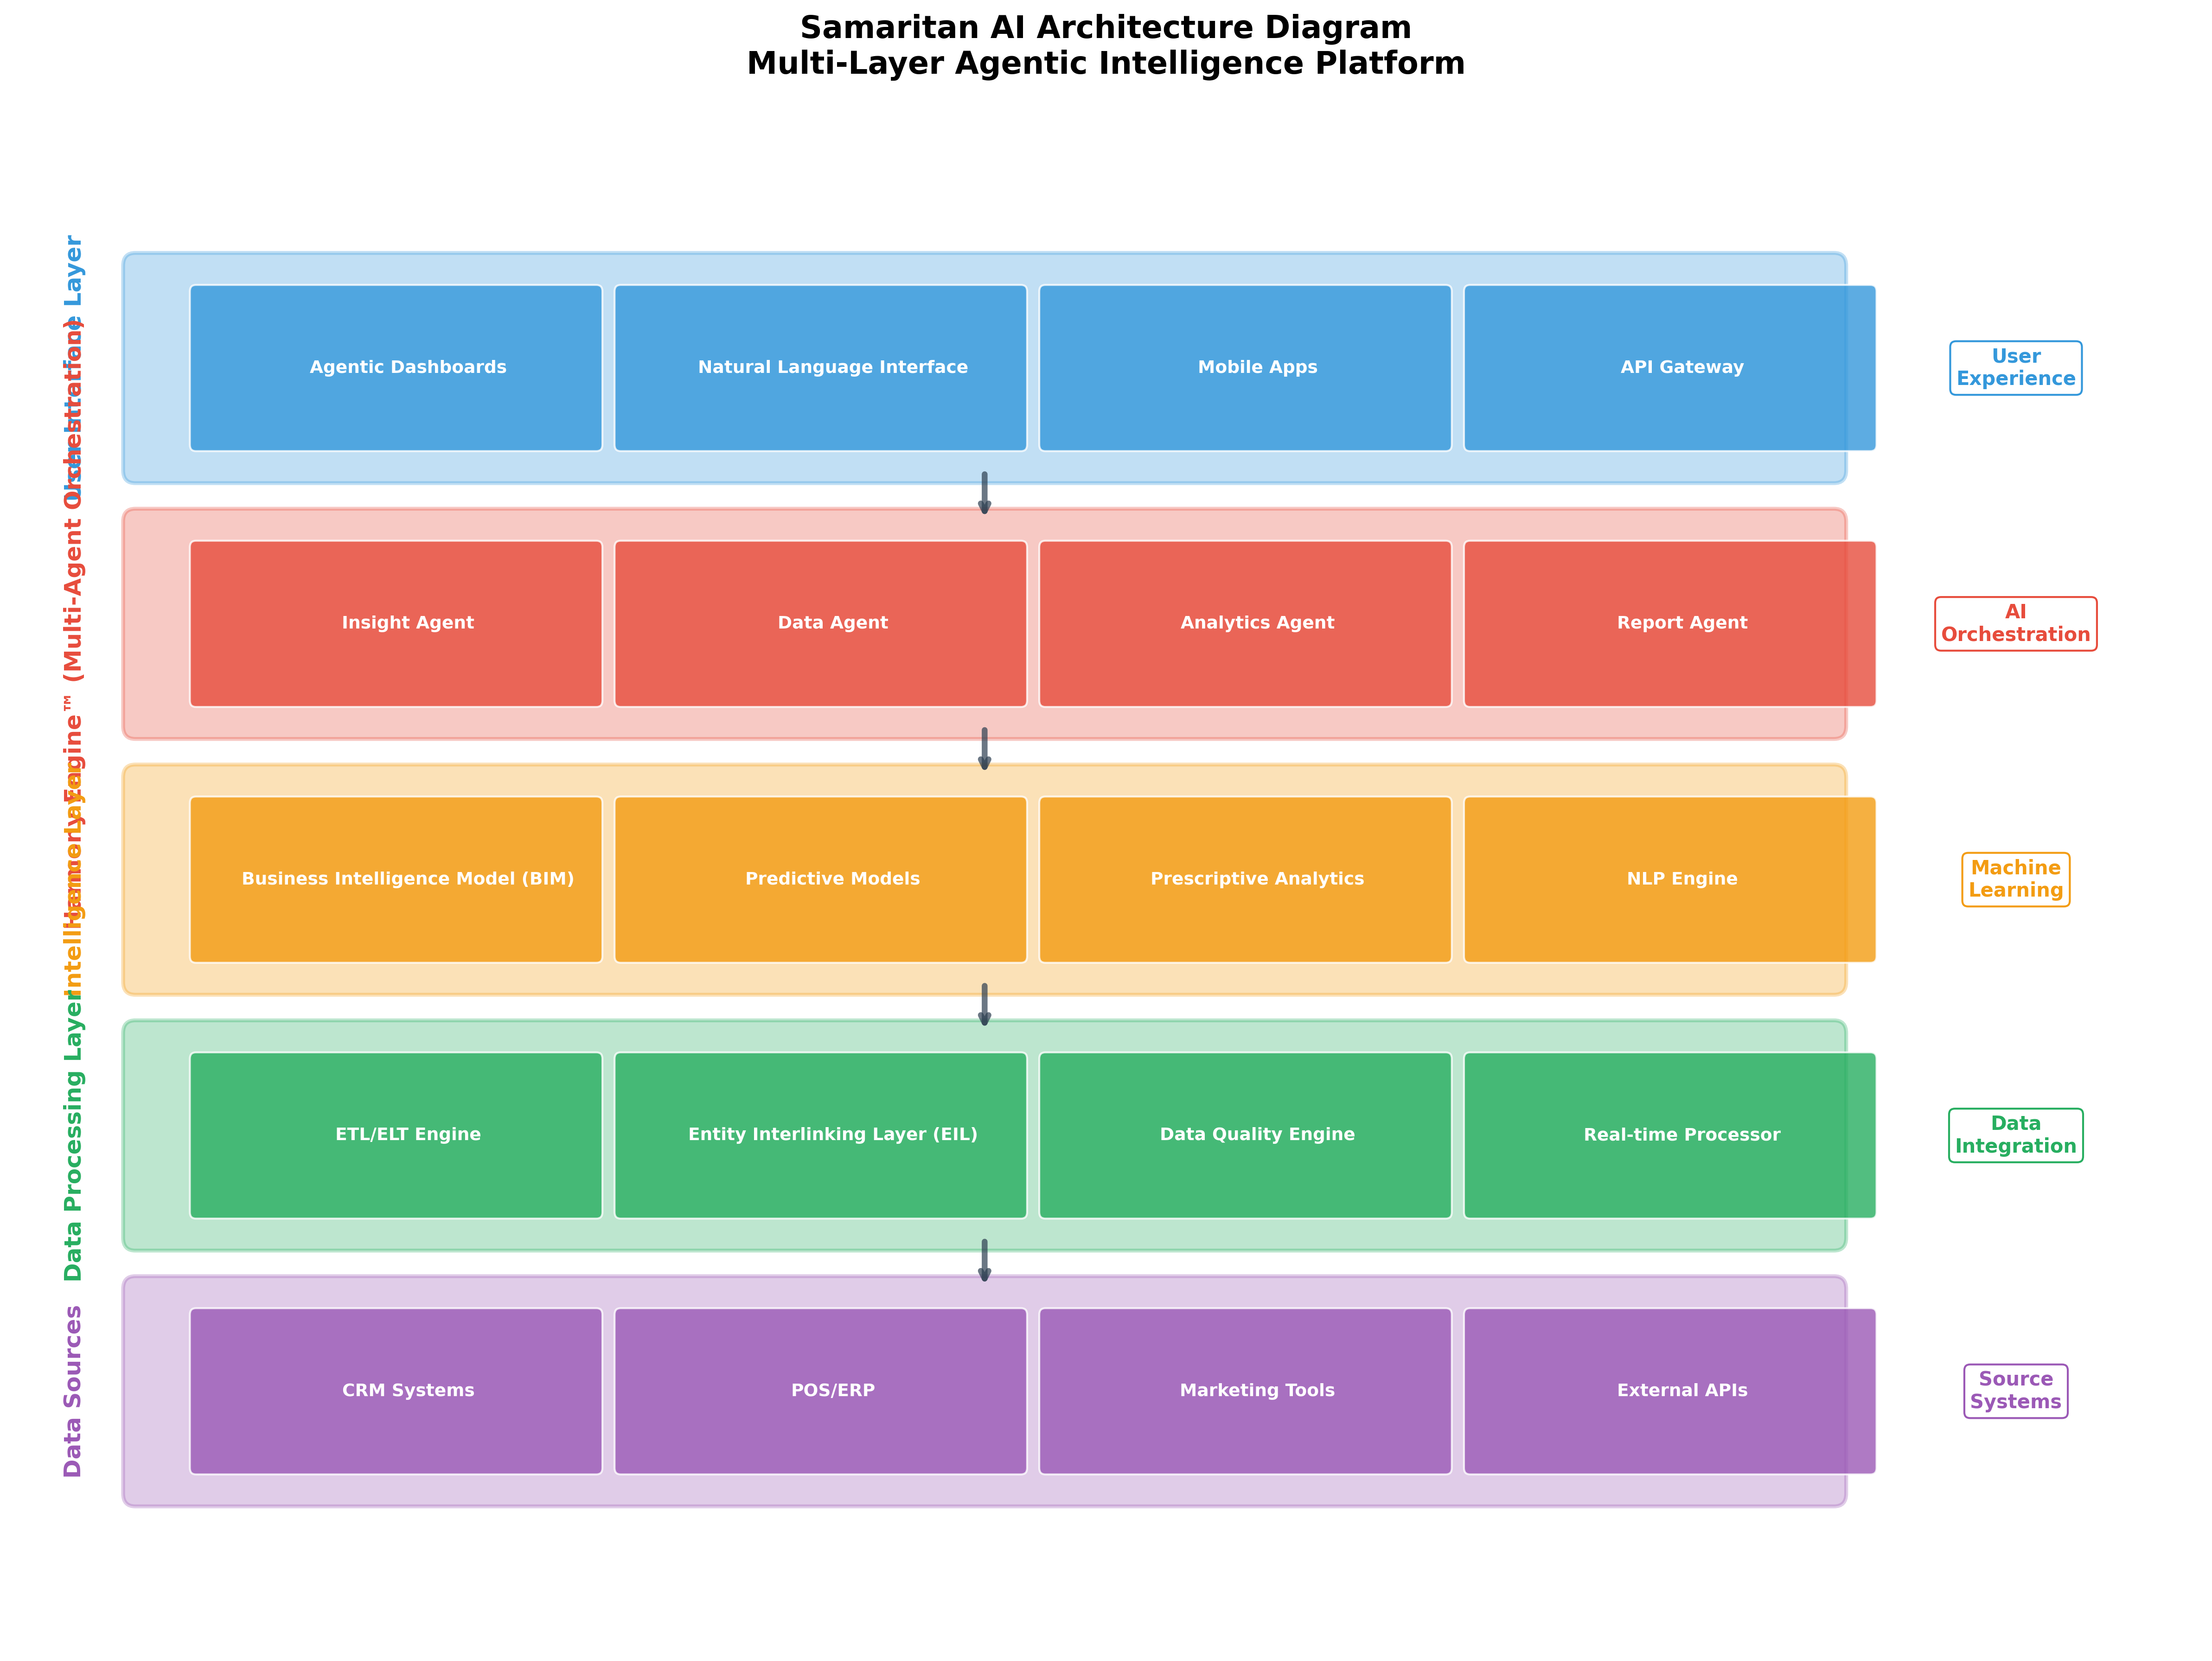 Samaritan AI Architecture Diagram
Multi-Layer Agentic Intelligence Platform
User Interface Layer
Agentic Dashboards
Natural Language Interface
Mobile Apps
API Gateway
User
Experience
Engine™ (Multi-Agent Orchestration)
Insight Agent
Data Agent
Analytics Agent
Report Agent
AI
Orchestration
Intelligence Layer
Business Intelligence Model (BIM)
Predictive Models
Prescriptive Analytics
NLP Engine
Machine
Learning
Data Processing Layer
ETL/ELT Engine
Entity Interlinking Layer (EIL)
Data Quality Engine
Real-time Processor
Data
Integration
Data Sources
CRM Systems
POS/ERP
Marketing Tools
External APIs
Source
Systems